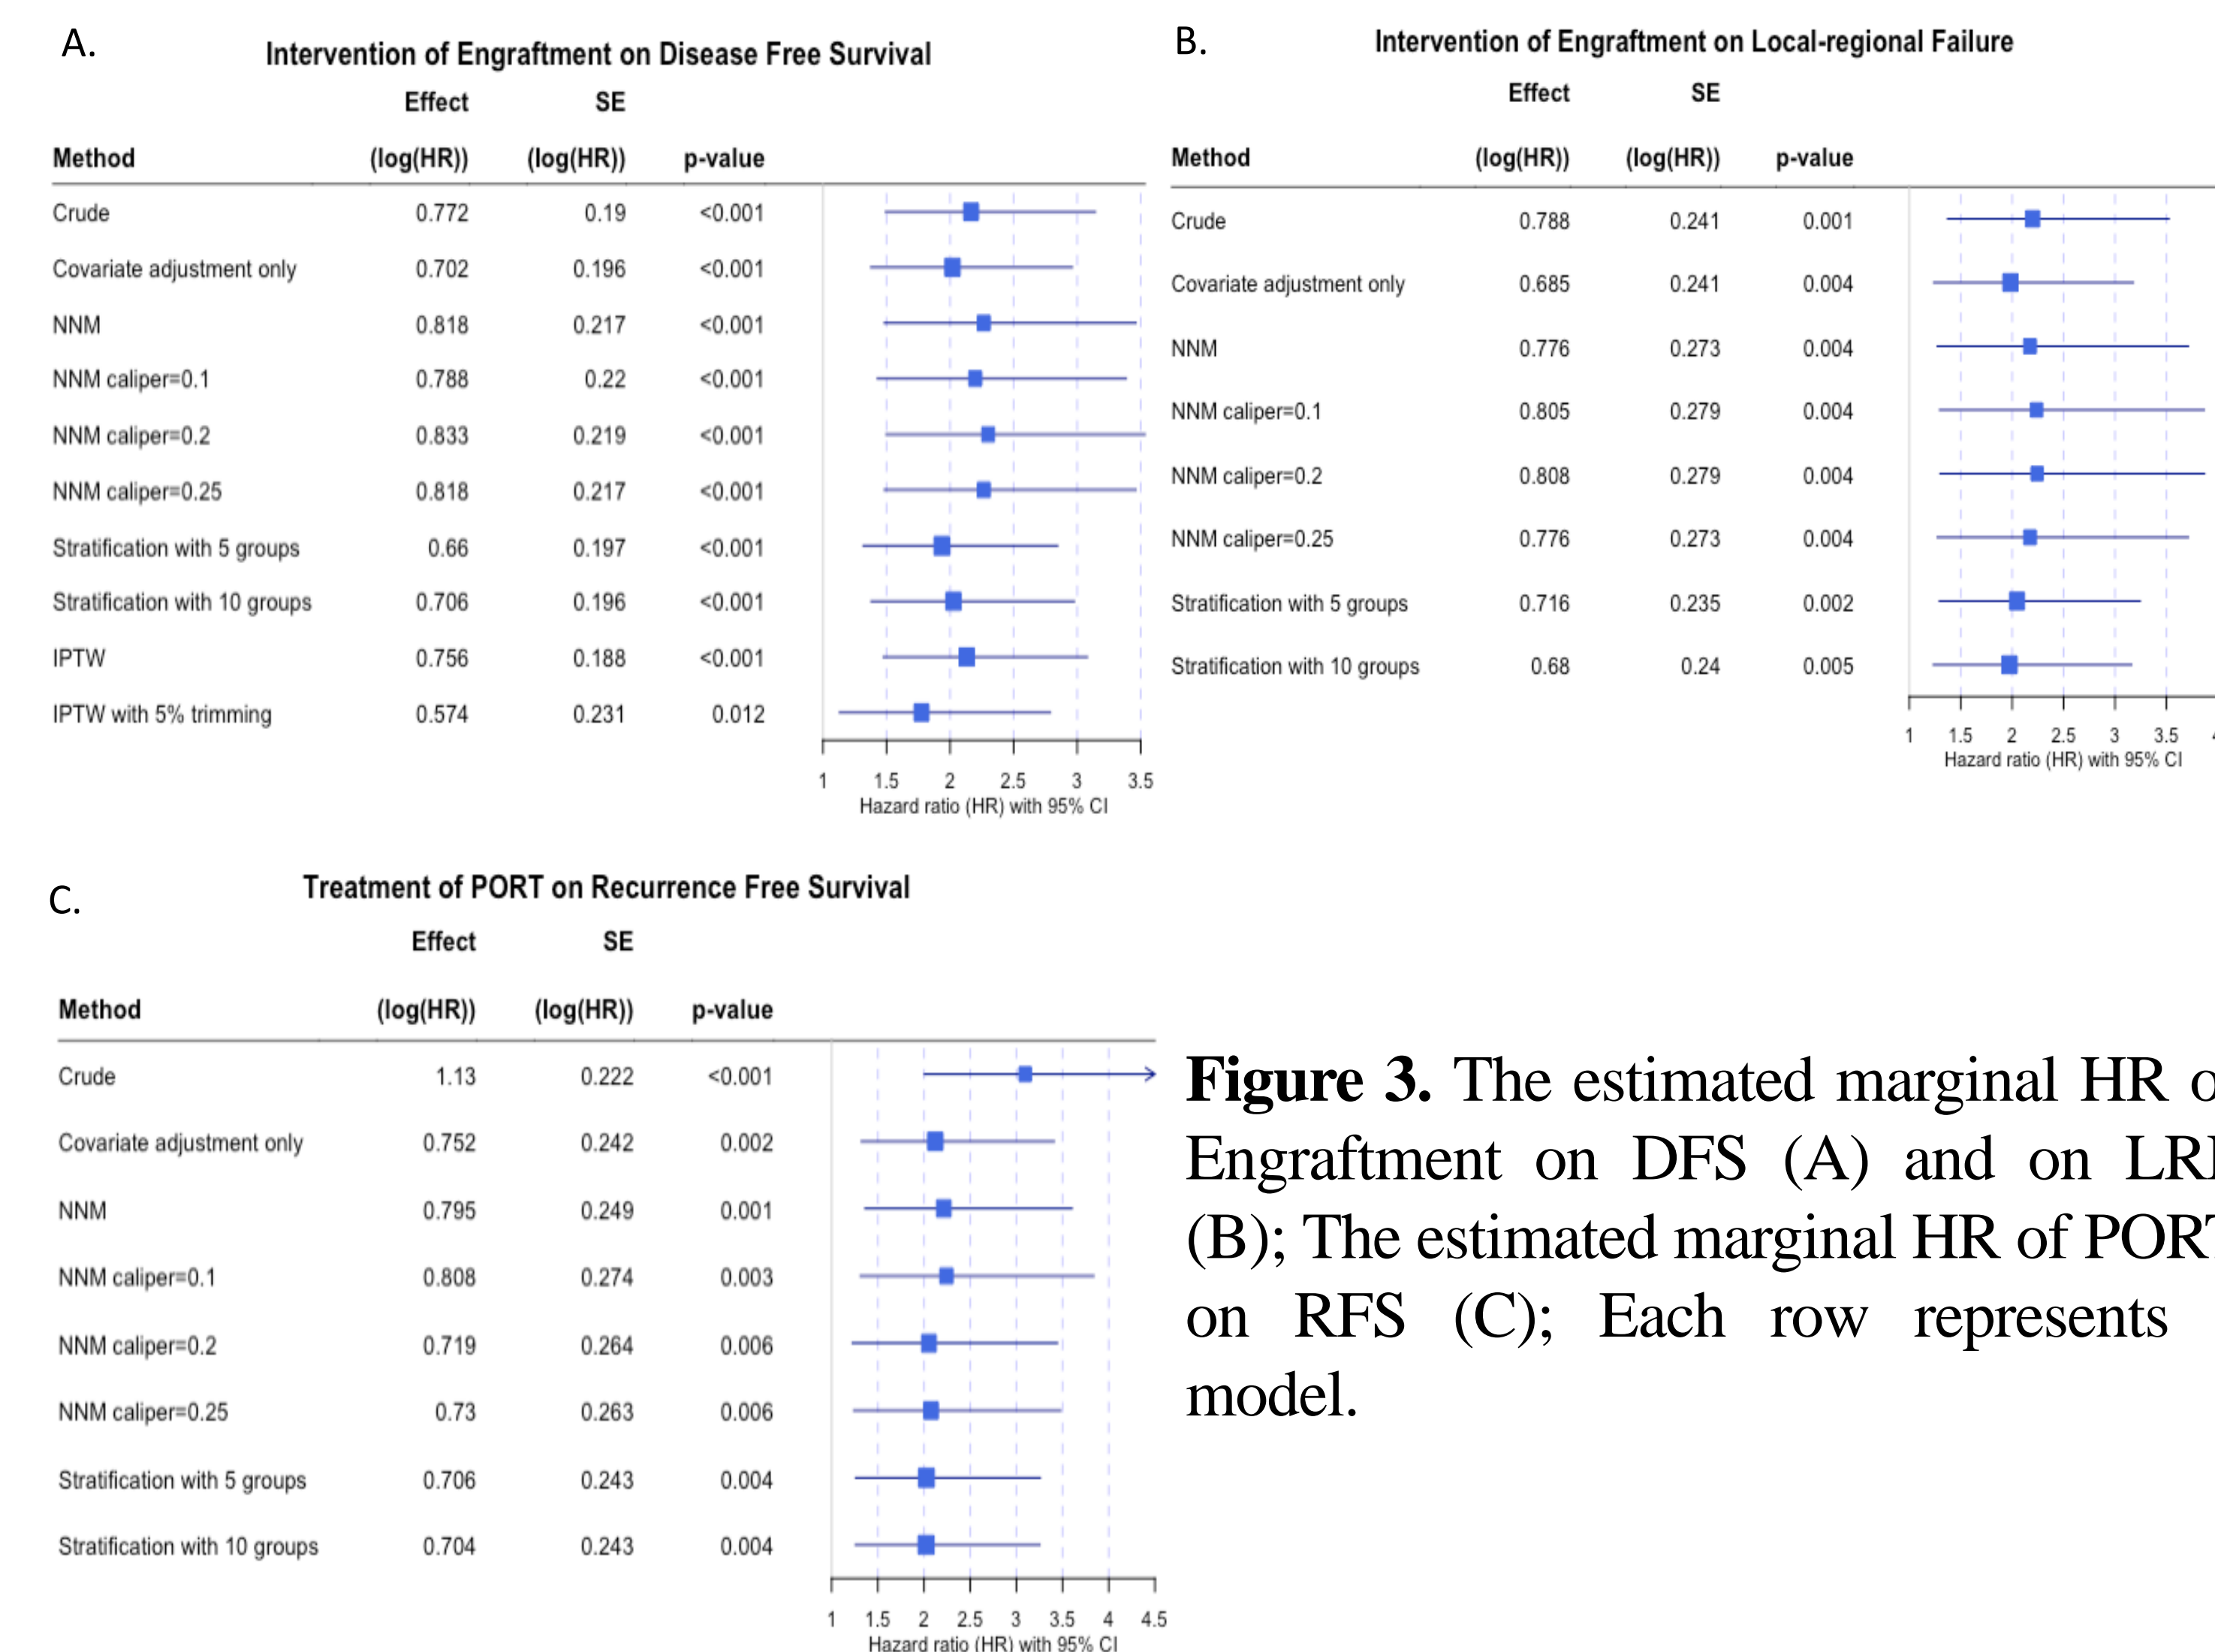 A.
Intervention of Engraftment on Disease Free Survival
Effect SE
Method (log(HR)) (log(HR)) p-value
Crude 0.772 0.19 <0.001
Covariate adjustment only 0.702 0.196 <0.001
NNM 0.818 0.217 <0.001
NNM caliper=0.1 0.788 0.22 <0.001
NNM caliper=0.2 0.833 0.219 <0.001
NNM caliper=0.25 0.818 0.217 <0.001
Stratification with 5 groups 0.66 0.197 <0.001
Stratification with 10 groups 0.706 0.196 <0.001
IPTW 0.756 0.188 <0.001
IPTW with 5% trimming 0.574 0.231 0.012
1 1.5 2 2.5 3 3.5
Hazard ratio (HR) with 95% CI
B.
Intervention of Engraftment on Local-regional Failure
Effect SE
Method (log(HR)) (log(HR)) p-value
Crude 0.788 0.241 0.001
Covariate adjustment only 0.685 0.241 0.004
NNM 0.776 0.273 0.004
NNM caliper=0.1 0.805 0.279 0.004
NNM caliper=0.2 0.808 0.279 0.004
NNM caliper=0.25 0.776 0.273 0.004
Stratification with 5 groups 0.716 0.235 0.002
Stratification with 10 groups 0.68 0.24 0.005
1 1.5 2 2.5 3 3.5
Hazard ratio (HR) with 95% CI
C.
Treatment of PORT on Recurrence Free Survival
Effect SE
Method (log(HR)) (log(HR)) p-value
Crude 1.13 0.222 <0.001
Covariate adjustment only 0.752 0.242 0.002
NNM 0.795 0.249 0.001
NNM caliper=0.1 0.808 0.274 0.003
NNM caliper=0.2 0.719 0.264 0.006
NNM caliper=0.25 0.73 0.263 0.006
Stratification with 5 groups 0.706 0.243 0.004
Stratification with 10 groups 0.704 0.243 0.004
1 1.5 2 2.5 3 3.5 4 4.5
Hazard ratio (HR) with 95% CI
Figure 3. The estimated marginal HR
Engraftment on DFS (A) and on
(B); The estimated marginal HR of PORT
on RFS (C); Each row represents
model.